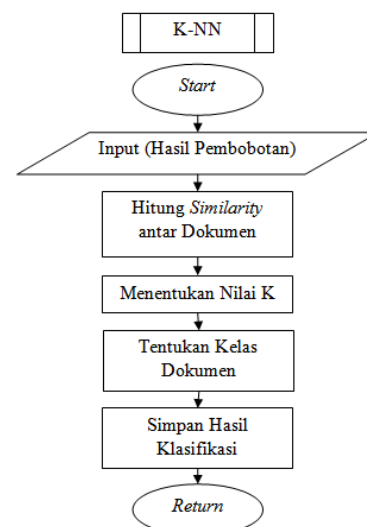 K-NN
Start
Input (Hasil Pembobotan)
Hitung Similarity
antar Dokumen
Menentukan Nilai K
Tentukan Kelas
Dokumen
Simpan Hasil
Klasifikasi
Return